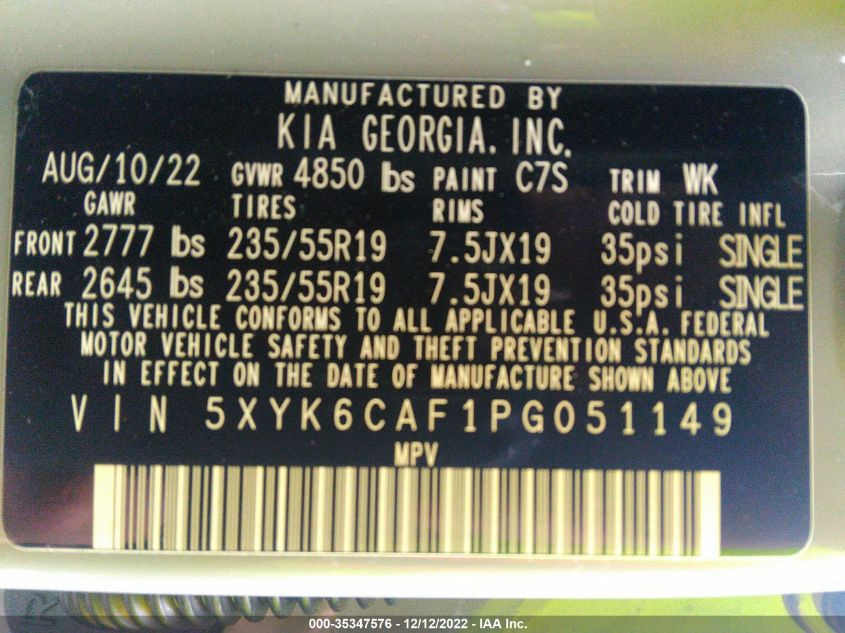 MANUFACTURED BY
KIA GEORGIA. INC.
AUG/10/22 GVWR 4850 lbs PAINT C7S TRIM WK
GAWR TIRES RIMS COLD TIRE INFL
FRONT 2777 lbs 235/55R19 7.5JX19 35psi SINGLE
REAR 2645 lbs 235/55R19 7.5JX19 35psi SINGLE
THIS VEHICLE CONFORMS TO ALL APPLICABLE U.S.A. FEDERAL
MOTOR VEHICLE SAFETY AND THEFT PREVENTION STANDARDS
IN EFFECT ON THE DATE OF MANUFACTURE SHOWN ABOVE
VIN 5XYK6CAF1PG051149
MPV
000-35347576 - 12/12/2022 - IAA Inc.